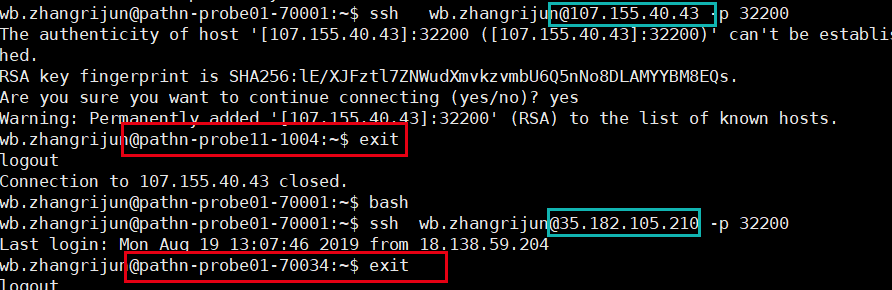 wb.zhangrijun@pathn-probe01-70001:~$ ssh   wb.zhangrijun@107.155.40.43 -p 32200
The authenticity of host '[107.155.40.43]:32200 ([107.155.40.43]:32200)' can't be establis
hed.
RSA key fingerprint is SHA256:lE/XJFztl7ZNWudXmvkzvmbU6Q5nNo8DLAMYYBM8EQs.
Are you sure you want to continue connecting (yes/no)? yes
Warning: Permanently added '[107.155.40.43]:32200' (RSA) to the list of known hosts.
wb.zhangrijun@pathn-probe11-1004:~$ exit
logout
Connection to 107.155.40.43 closed.
wb.zhangrijun@pathn-probe01-70001:~$ bash
wb.zhangrijun@pathn-probe01-70001:~$ ssh  wb.zhangrijun@35.182.105.210 -p 32200
Last login: Mon Aug 19 13:07:46 2019 from 18.138.59.204
wb.zhangrijun@pathn-probe01-70034:~$ exit
logout